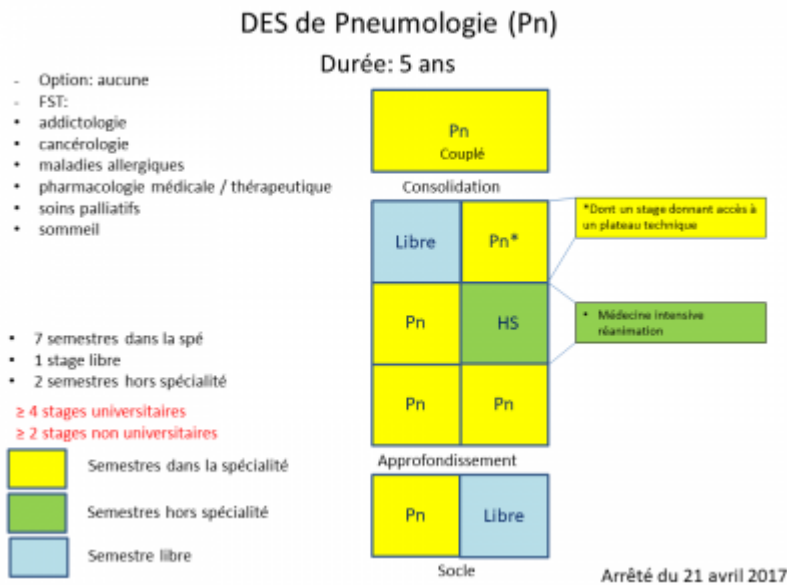 DES de Pneumologie (Pn)
Durée: 5 ans
- Option: aucune
- FST:
• addictologie
• cancérologie
• maladies allergiques
• pharmacologie médicale / thérapeutique
• soins palliatifs
• sommeil
Pn
Couplé
Consolidation
Libre
Pn*
*Dont un stage donnant accès à
un plateau technique
Pn
HS
• Médecine intensive
réanimation
Pn
Pn
Approfondissement
Pn
Libre
Socle
• 7 semestres dans la spé
• 1 stage libre
• 2 semestres hors spécialité
≥ 4 stages universitaires
≥ 2 stages non universitaires
Semestres dans la spécialité
Semestres hors spécialité
Semestre libre
Arrêté du 21 avril 2017